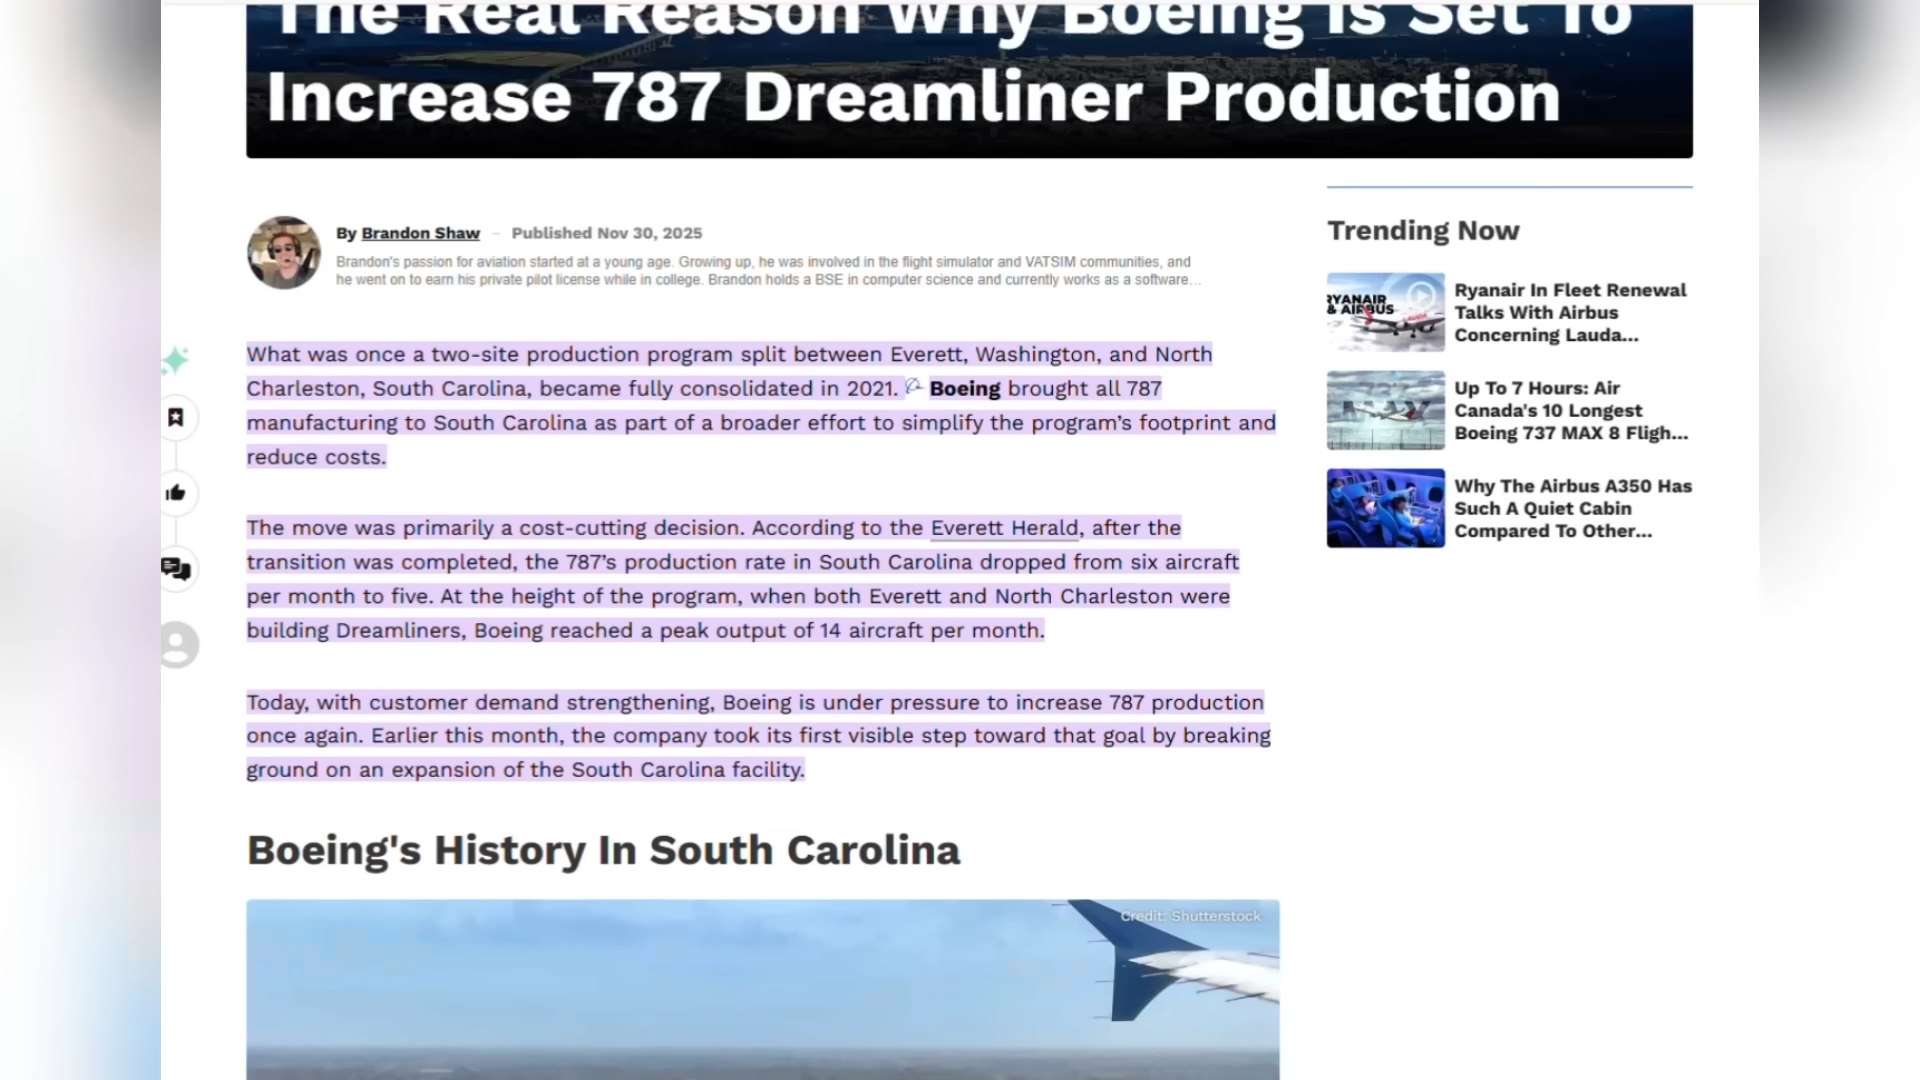 The Real Reason Why Boeing Is Set To
Increase 787 Dreamliner Production
By Brandon Shaw – Published Nov 30, 2025
Brandon's passion for aviation started at a young age. Growing up, he was involved in the flight simulator and VATSIM communities, and
he went on to earn his private pilot license while in college. Brandon holds a BSE in computer science and currently works as a software...
What was once a two-site production program split between Everett, Washington, and North
Charleston, South Carolina, became fully consolidated in 2021. Boeing brought all 787
manufacturing to South Carolina as part of a broader effort to simplify the program’s footprint and
reduce costs.
The move was primarily a cost-cutting decision. According to the Everett Herald, after the
transition was completed, the 787’s production rate in South Carolina dropped from six aircraft
per month to five. At the height of the program, when both Everett and North Charleston were
building Dreamliners, Boeing reached a peak output of 14 aircraft per month.
Today, with customer demand strengthening, Boeing is under pressure to increase 787 production
once again. Earlier this month, the company took its first visible step toward that goal by breaking
ground on an expansion of the South Carolina facility.
Boeing's History In South Carolina
Credit: Shutterstock
Trending Now
RYANAIR
& AIRBUS
Ryanair In Fleet Renewal
Talks With Airbus
Concerning Lauda...
MAX
Up To 7 Hours: Air
Canada's 10 Longest
Boeing 737 MAX 8 Fligh...
Why The Airbus A350 Has
Such A Quiet Cabin
Compared To Other...